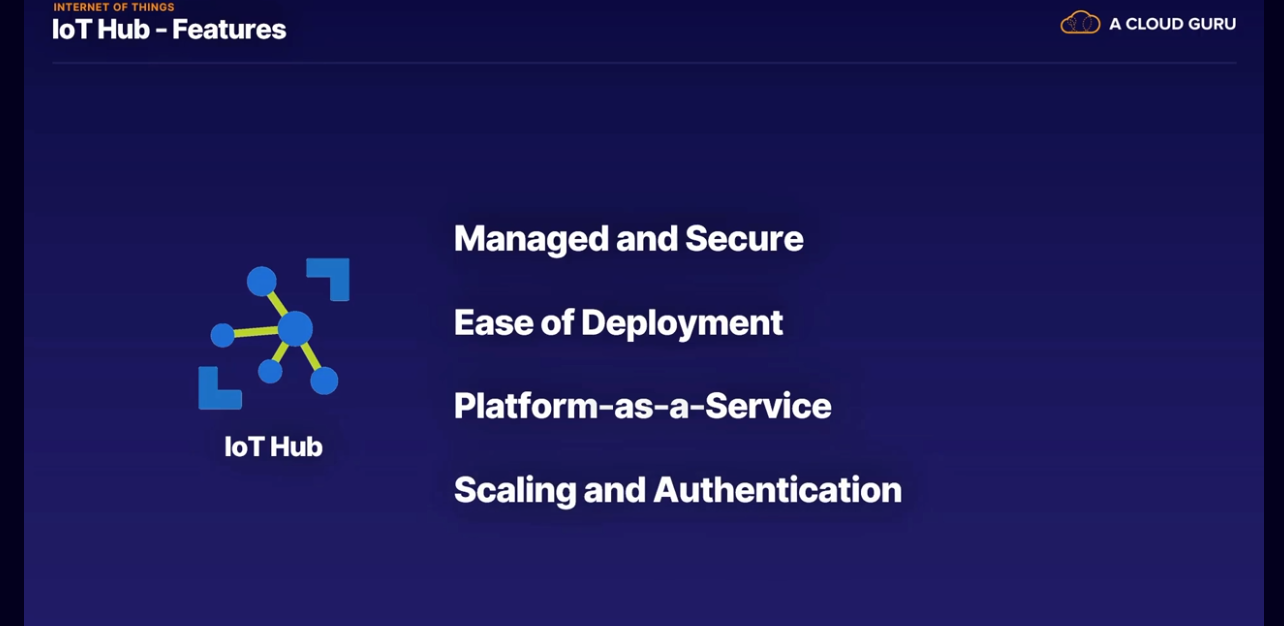 INTERNET OF THINGS
IoT Hub - Features
A CLOUD GURU
Managed and Secure
Ease of Deployment
Platform-as-a-Service
IoT Hub
Scaling and Authentication